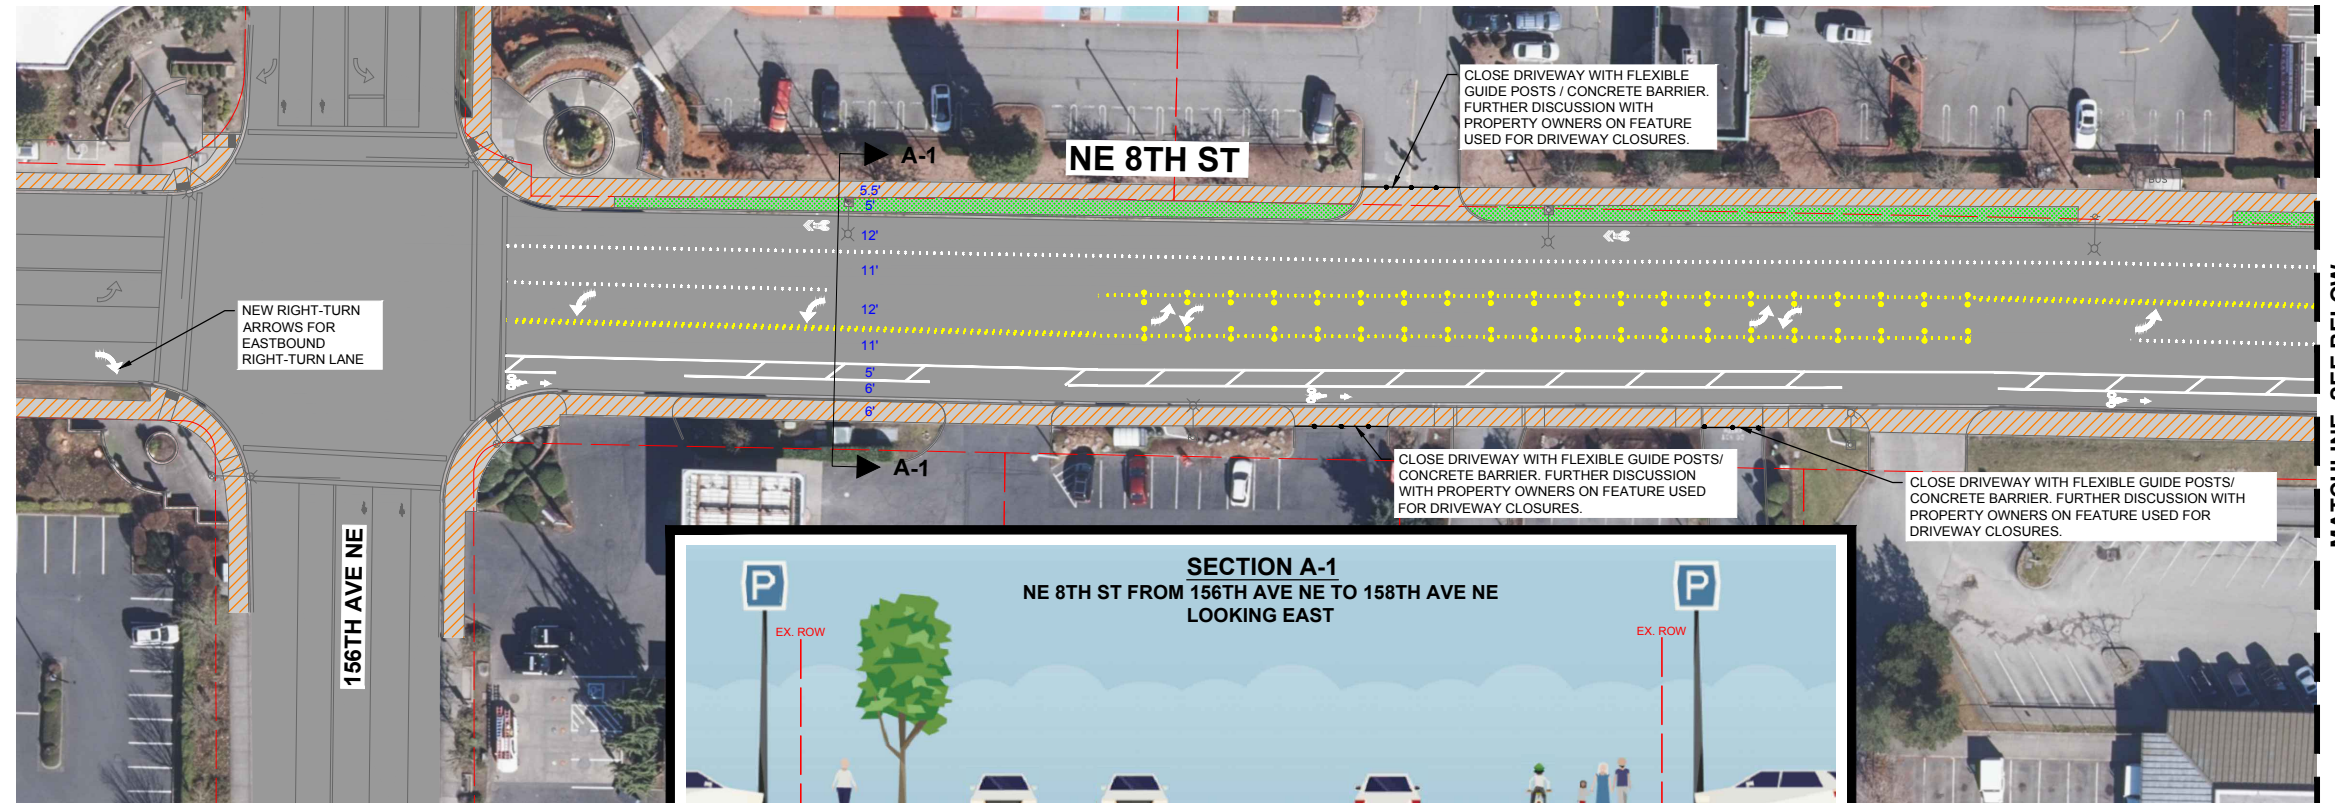 CLOSE DRIVEWAY WITH FLEXIBLE
GUIDE POSTS / CONCRETE BARRIER.
FURTHER DISCUSSION WITH
PROPERTY OWNERS ON FEATURE
USED FOR DRIVEWAY CLOSURES.
A-1
NE 8TH ST
5.5'
5'
12'
11'
12'
11'
5'
6'
6'
BUS
NEW RIGHT-TURN
ARROWS FOR
EASTBOUND
RIGHT-TURN LANE
A-1
CLOSE DRIVEWAY WITH FLEXIBLE GUIDE POSTS/
CONCRETE BARRIER. FURTHER DISCUSSION
WITH PROPERTY OWNERS ON FEATURE USED
FOR DRIVEWAY CLOSURES.
CLOSE DRIVEWAY WITH FLEXIBLE GUIDE POSTS/
CONCRETE BARRIER. FURTHER DISCUSSION WITH
PROPERTY OWNERS ON FEATURE USED FOR
DRIVEWAY CLOSURES.
MATCHLINE SEE BELOW
156TH AVE NE
P
SECTION A-1
NE 8TH ST FROM 156TH AVE NE TO 158TH AVE NE
LOOKING EAST
P
EX. ROW
EX. ROW